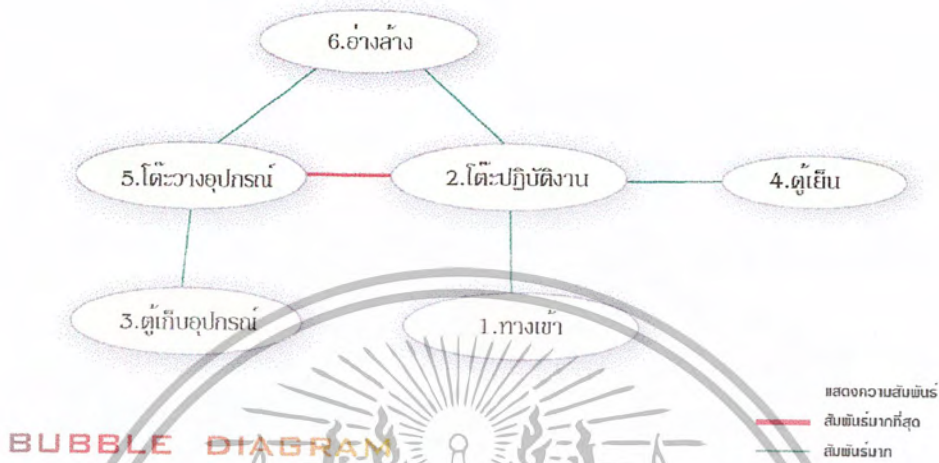 6.อ่างล้าง
5.โต๊ะวางอุปกรณ์
2.โต๊ะปฏิบัติงาน
4.ตู้เย็น
3.ตู้เก็บอุปกรณ์
1.ทางเข้า
แสดงความสัมพันธ์
สัมพันธ์มากที่สุด
สัมพันธ์มาก
BUBBLE DIAGRAM